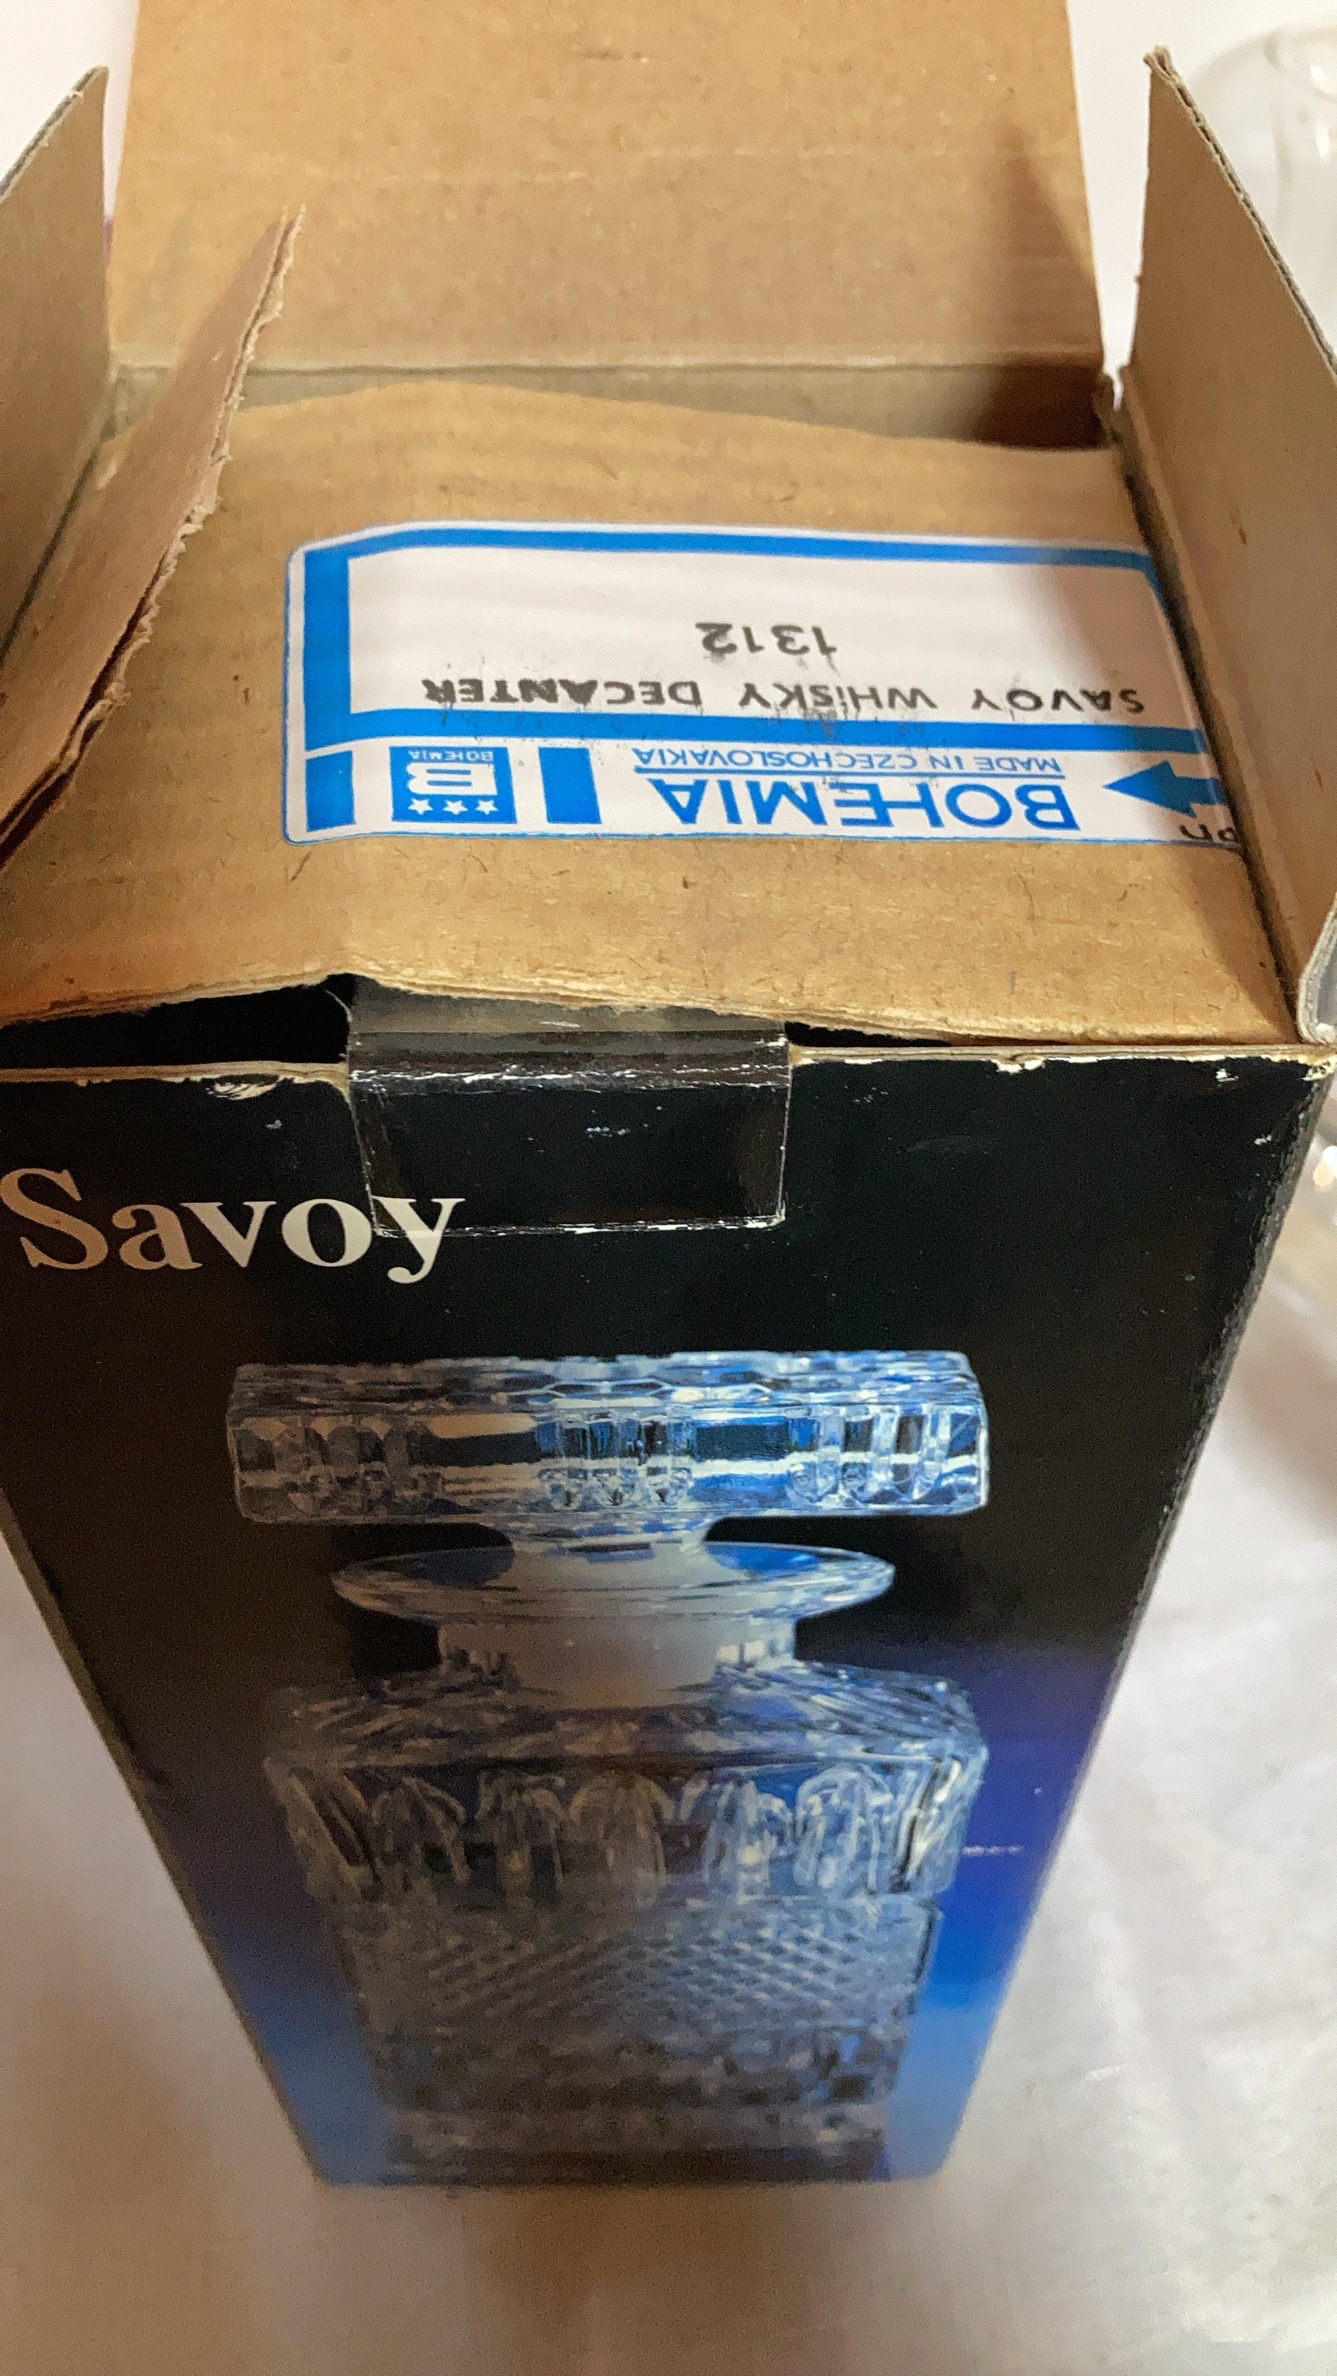 BOHEMIA
MADE IN CZECHOSLOVAKIA
BOHEMIA
SAVOY WHISKY DECANTER
1312
Savoy